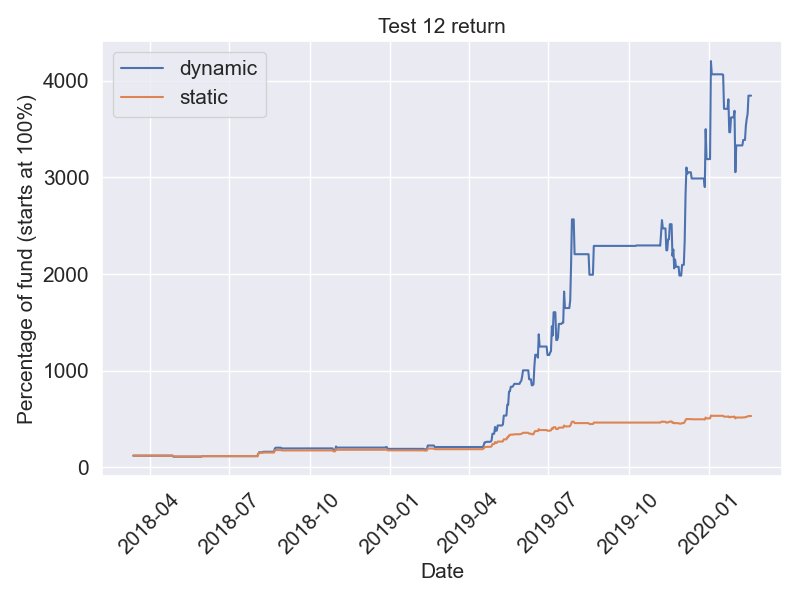 Test 12 return
dynamic
static
Percentage of fund (starts at 100%)
4000
3000
2000
1000
0
2018-04
2018-07
2018-10
2019-01
2019-04
2019-07
2019-10
2020-01
Date